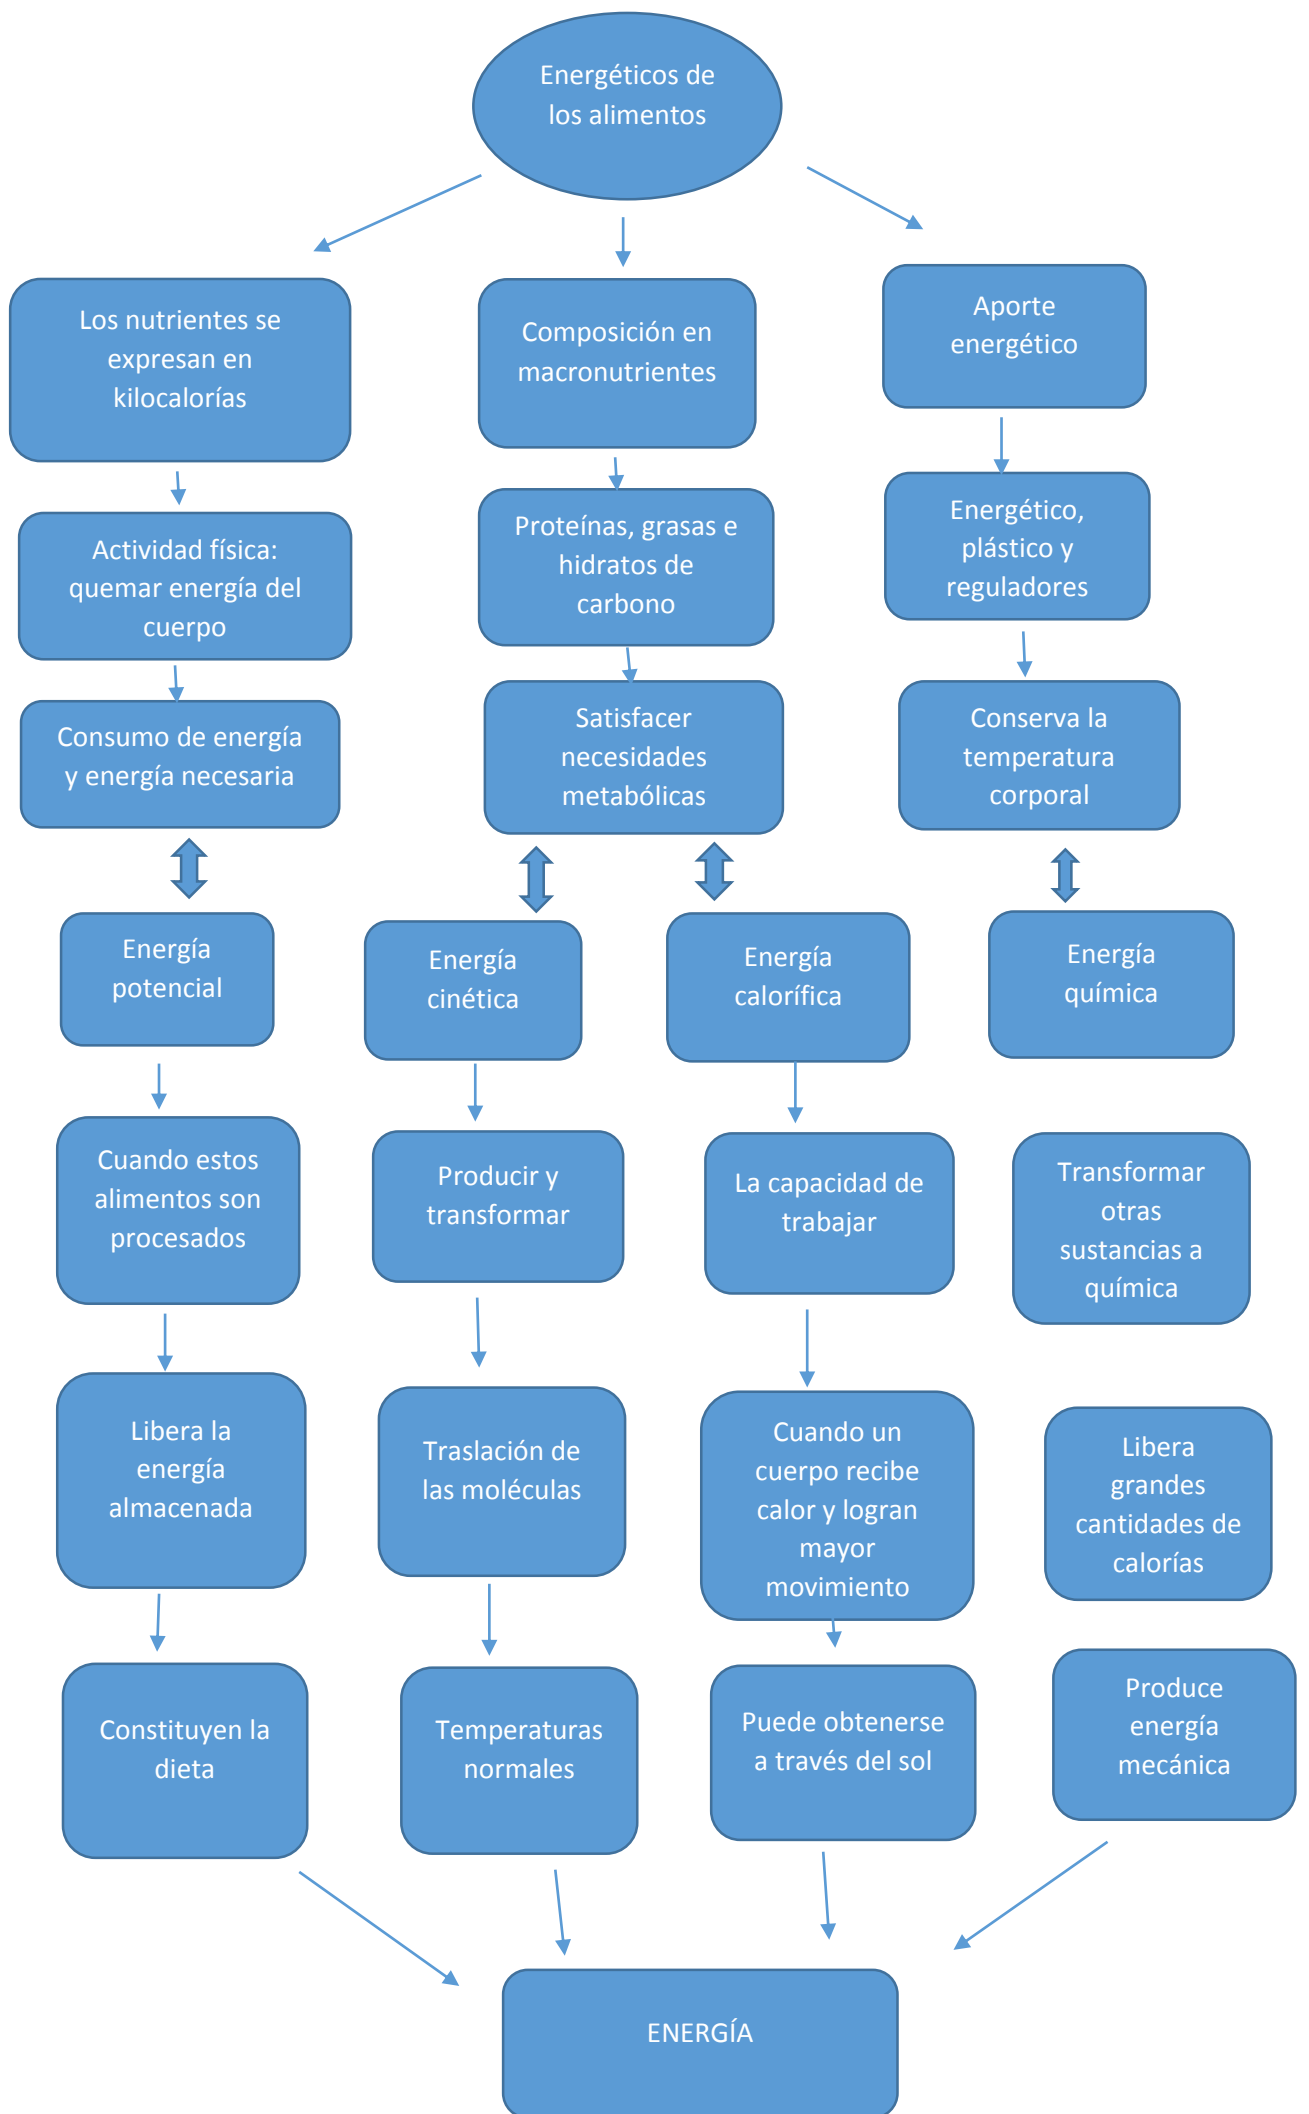 Energéticos de
los alimentos
Los nutrientes se
expresan en
kilocalorías
Composición en
macronutrientes
Aporte
energético
Actividad física:
quemar energía del
cuerpo
Proteínas, grasas e
hidratos de
carbono
Energético,
plástico y
reguladores
Consumo de energía
y energía necesaria
Satisfacer
necesidades
metabólicas
Conserva la
temperatura
corporal
Energía
potencial
Energía
cinética
Energía
calorífica
Energía
química
Cuando estos
alimentos son
procesados
Producir y
transformar
La capacidad de
trabajar
Transformar
otras
sustancias a
química
Libera la
energía
almacenada
Traslación de
las moléculas
Cuando un
cuerpo recibe
calor y logran
mayor
movimiento
Libera
grandes
cantidades de
calorías
Constituyen la
dieta
Temperaturas
normales
Puede obtenerse
a través del sol
Produce
energía
mecánica
ENERGÍA